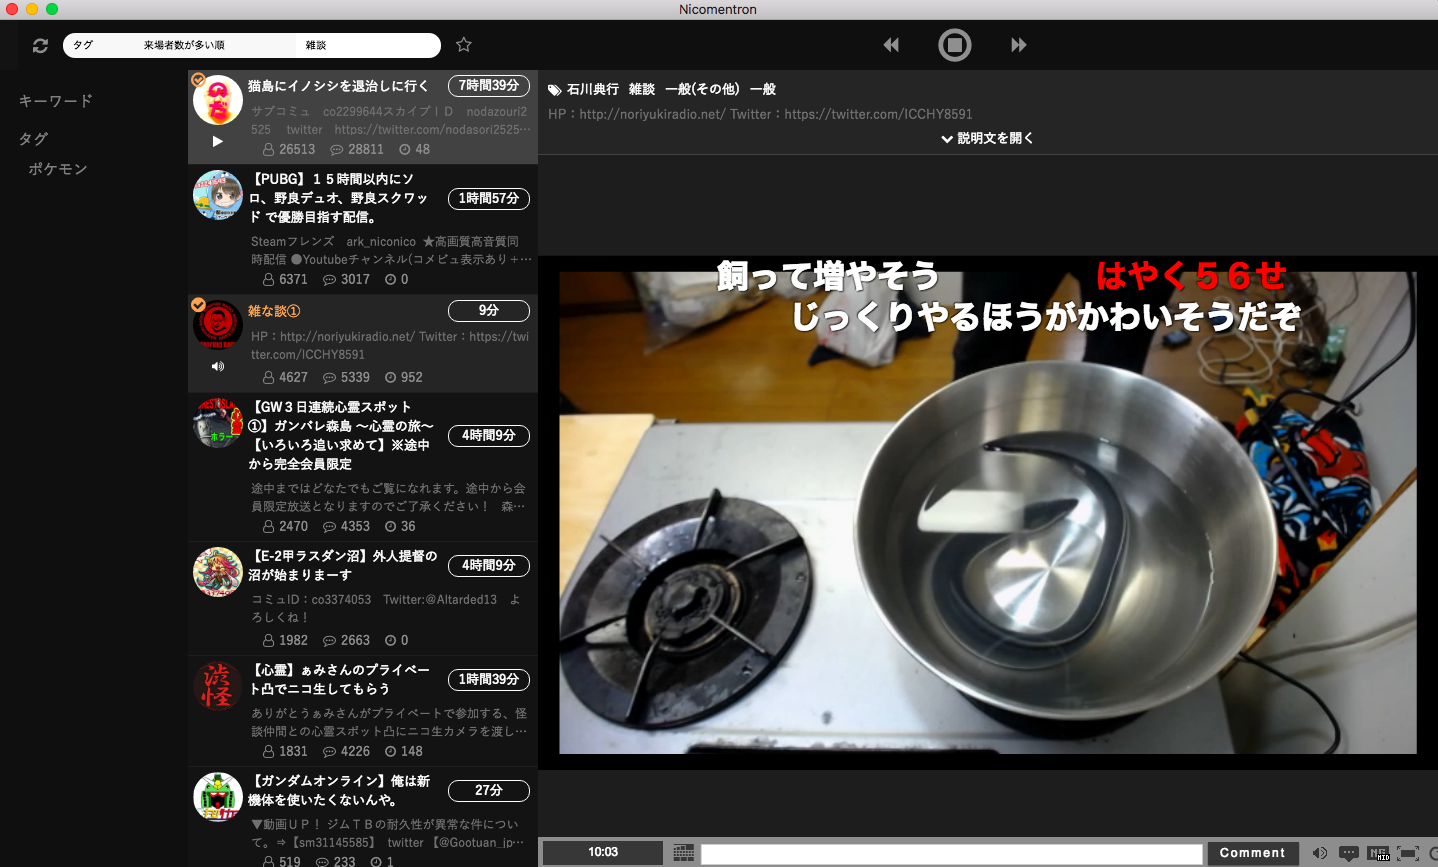 Nicomentron
タグ 来場者数が多い順 雑談
キーワード
タグ
ポケモン
猫島にイノシシを退治しに行く 7時間39分
サブコミュ co2299644スカイプＩＤ nodazouri2
525 twitter https://twitter.com/nodasori2525…
26513 28811 48
【PUBG】１５時間以内にソ
ロ、野良デュオ、野良スクワッ
ド で優勝目指す配信。
1時間57分
Steamフレンズ ark_niconico ★高画質高音質同
時配信 ●Youtubeチャンネル(コメビュ表示あり＋…
6371 3017 0
雑な談① 9分
HP：http://noriyukiradio.net/ Twitter：https://twi
tter.com/ICCHY8591
4627 5339 952
【GW３日連続心霊スポット
①】ガンバレ森島 〜心霊の旅〜
【いろいろ追い求めて】※途中
から完全会員限定
4時間9分
途中まではどなたでもご覧になれます。途中から会
員限定放送となりますのでご了承ください！ 森…
2470 4353 36
【E-2甲ラスダン沼】外人提督の
沼が始まりまーす
4時間9分
コミュID：co3374053 Twitter:@Altarded13 よ
ろしくね！
1982 2663 0
渋
怪
【心霊】ぁみさんのプライベー
ト凸でニコ生してもらう
1時間39分
ありがとうぁみさんがプライベートで参加する、怪
談仲間との心霊スポット凸にニコ生カメラを渡し…
1831 4226 148
【ガンダムオンライン】俺は新
機体を使いたくないんや。
27分
▼動画ＵＰ！ ジムＴＢの耐久性が異常な件につい
て。⇒【sm31145585】 twitter 【@Gootuan_jp…
519 233 1
石川典行 雑談 一般(その他) 一般
HP：http://noriyukiradio.net/ Twitter：https://twitter.com/ICCHY8591
説明文を開く
飼って増やそう はやく５６せ
じっくりやるほうがかわいそうだぞ
10:03 Comment